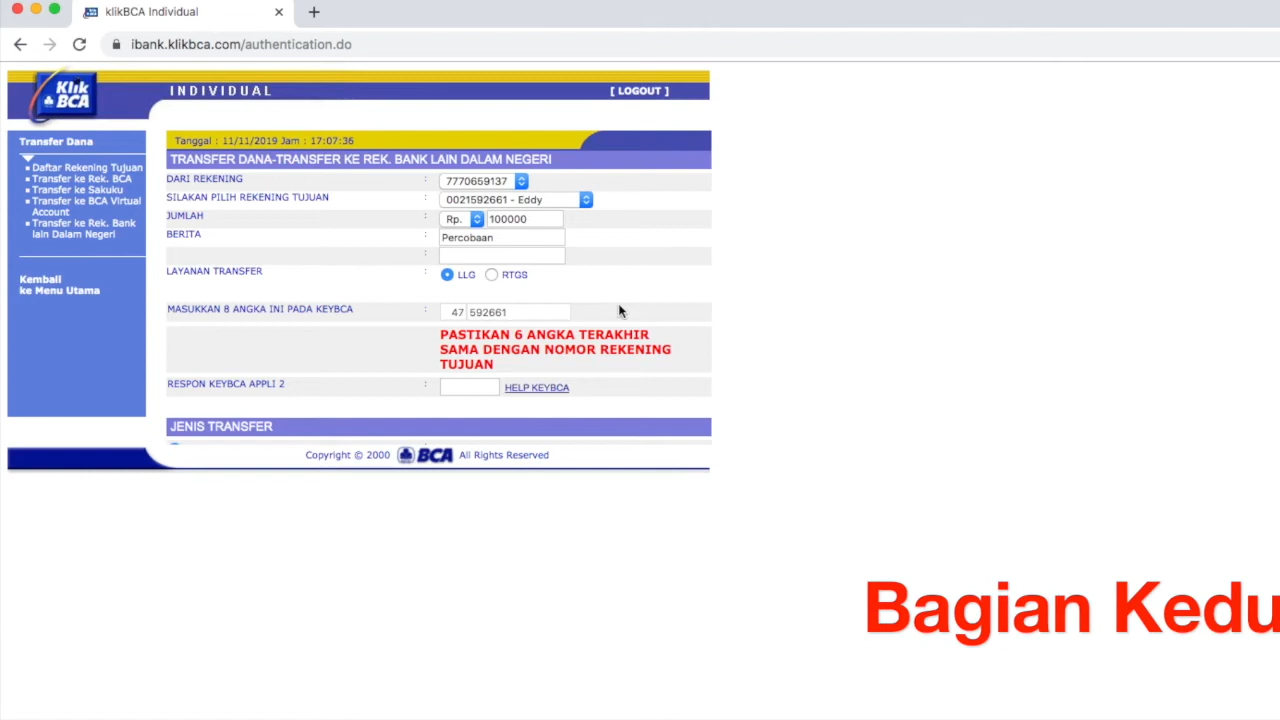 klikBCA Individual
ibank.klikbca.com/authentication.do
Klik BCA
INDIVIDUAL
[ LOGOUT ]
Transfer Dana
Daftar Rekening Tujuan
Transfer ke Rek. BCA
Transfer ke Sakuku
Transfer ke BCA Virtual
Account
Transfer ke Rek. Bank
lain Dalam Negeri
Kembali
ke Menu Utama
Tanggal : 11/11/2019 Jam : 17:07:36
TRANSFER DANA-TRANSFER KE REK. BANK LAIN DALAM NEGERI
DARI REKENING : 7770659137
SILAKAN PILIH REKENING TUJUAN : 0021592661 - Eddy
JUMLAH : Rp. 100000
BERITA : Percobaan
:
LAYANAN TRANSFER : LLG RTGS
MASUKKAN 8 ANGKA INI PADA KEYBCA : 47 592661
PASTIKAN 6 ANGKA TERAKHIR
SAMA DENGAN NOMOR REKENING
TUJUAN
RESPON KEYBCA APPLI 2 : HELP KEYBCA
JENIS TRANSFER
Copyright © 2000 BCA All Rights Reserved
Bagian Kedu